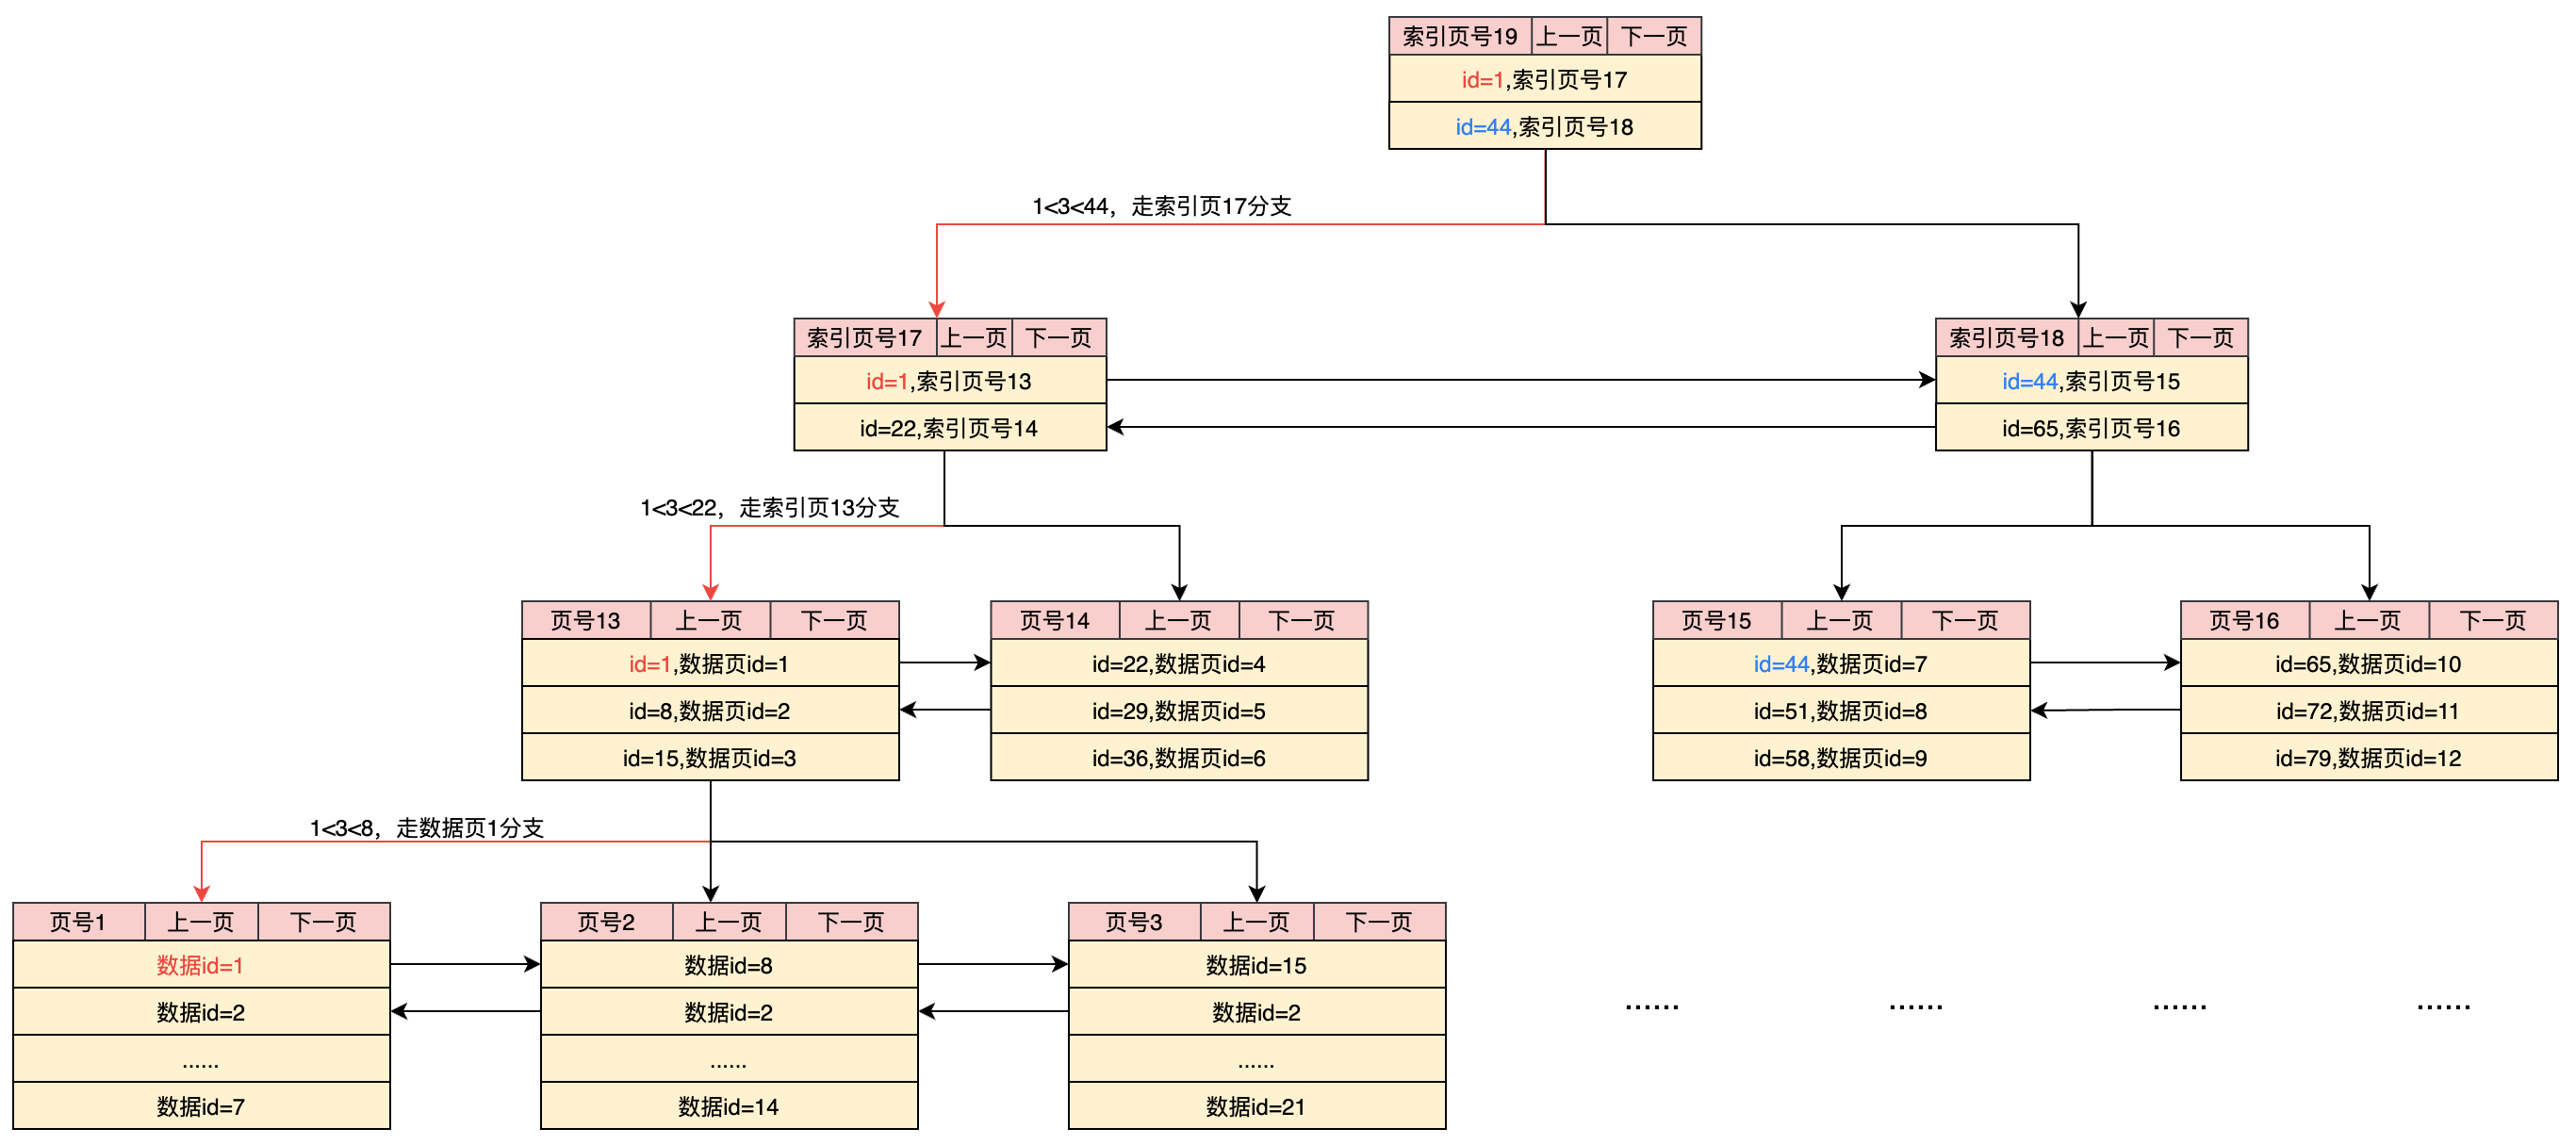 索引页号19 上一页 下一页
id=1,索引页号17
id=44,索引页号18
1<3<44，走索引页17分支
索引页号17 上一页 下一页
id=1,索引页号13
id=22,索引页号14
索引页号18 上一页 下一页
id=44,索引页号15
id=65,索引页号16
1<3<22，走索引页13分支
页号13 上一页 下一页
id=1,数据页id=1
id=8,数据页id=2
id=15,数据页id=3
页号14 上一页 下一页
id=22,数据页id=4
id=29,数据页id=5
id=36,数据页id=6
页号15 上一页 下一页
id=44,数据页id=7
id=51,数据页id=8
id=58,数据页id=9
页号16 上一页 下一页
id=65,数据页id=10
id=72,数据页id=11
id=79,数据页id=12
1<3<8，走数据页1分支
页号1 上一页 下一页
数据id=1
数据id=2
......
数据id=7
页号2 上一页 下一页
数据id=8
数据id=2
......
数据id=14
页号3 上一页 下一页
数据id=15
数据id=2
......
数据id=21
...... ...... ...... ......